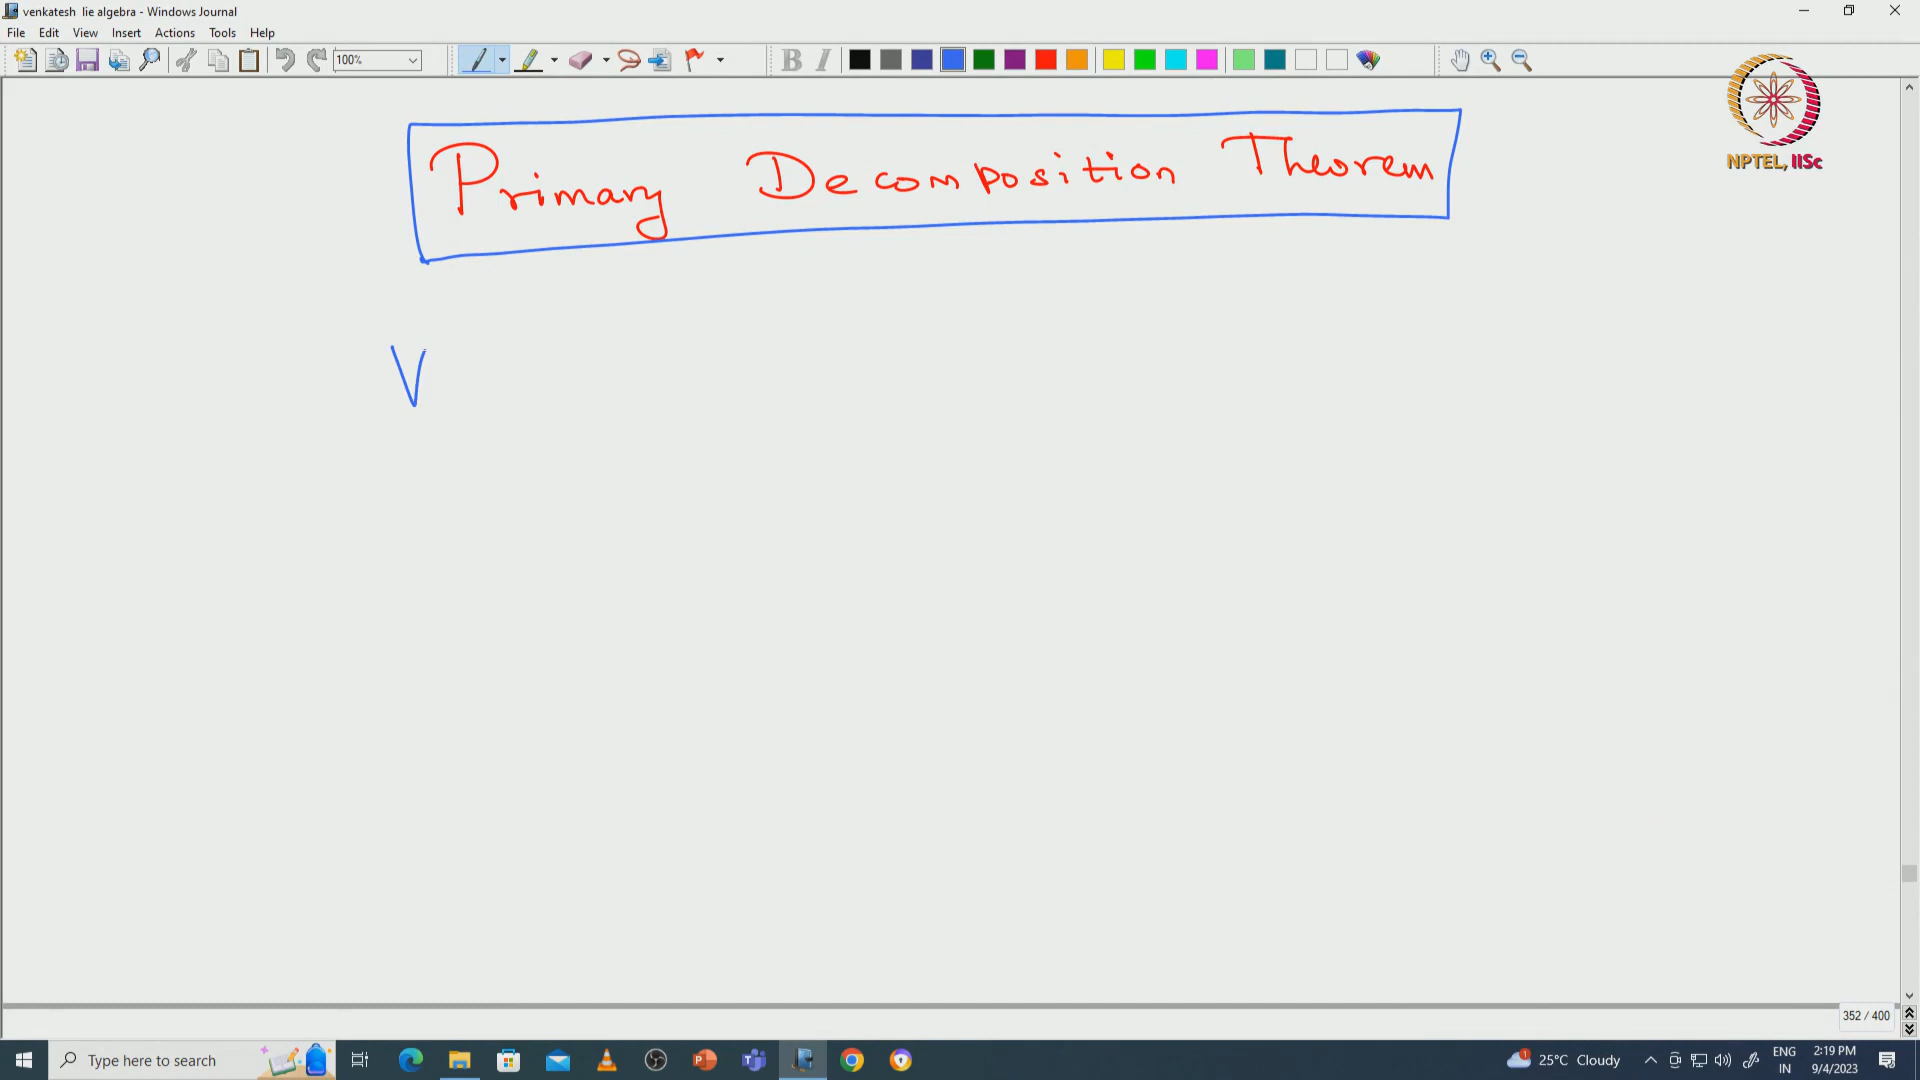 venkatesh lie algebra - Windows Journal
File Edit View Insert Actions Tools Help
100%
B I
NPTEL, IISc
Primary Decomposition Theorem
V
352 / 400
Type here to search
1 25°C Cloudy ENG IN 2:19 PM 9/4/2023